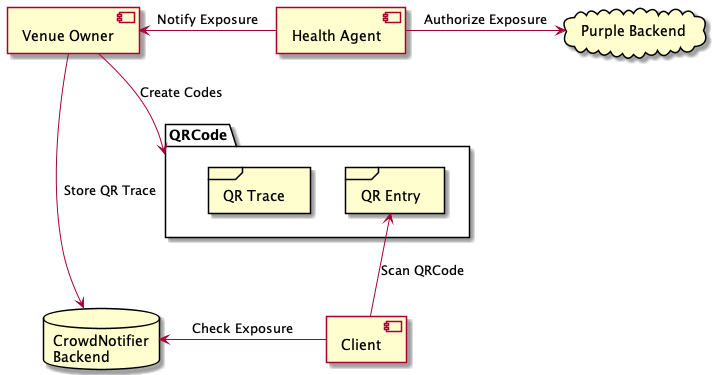 Notify Exposure
Authorize Exposure
Venue Owner
Health Agent
Purple Backend
Create Codes
QRCode
Store QR Trace
QR Trace
QR Entry
Scan QRCode
Check Exposure
CrowdNotifier
Backend
Client